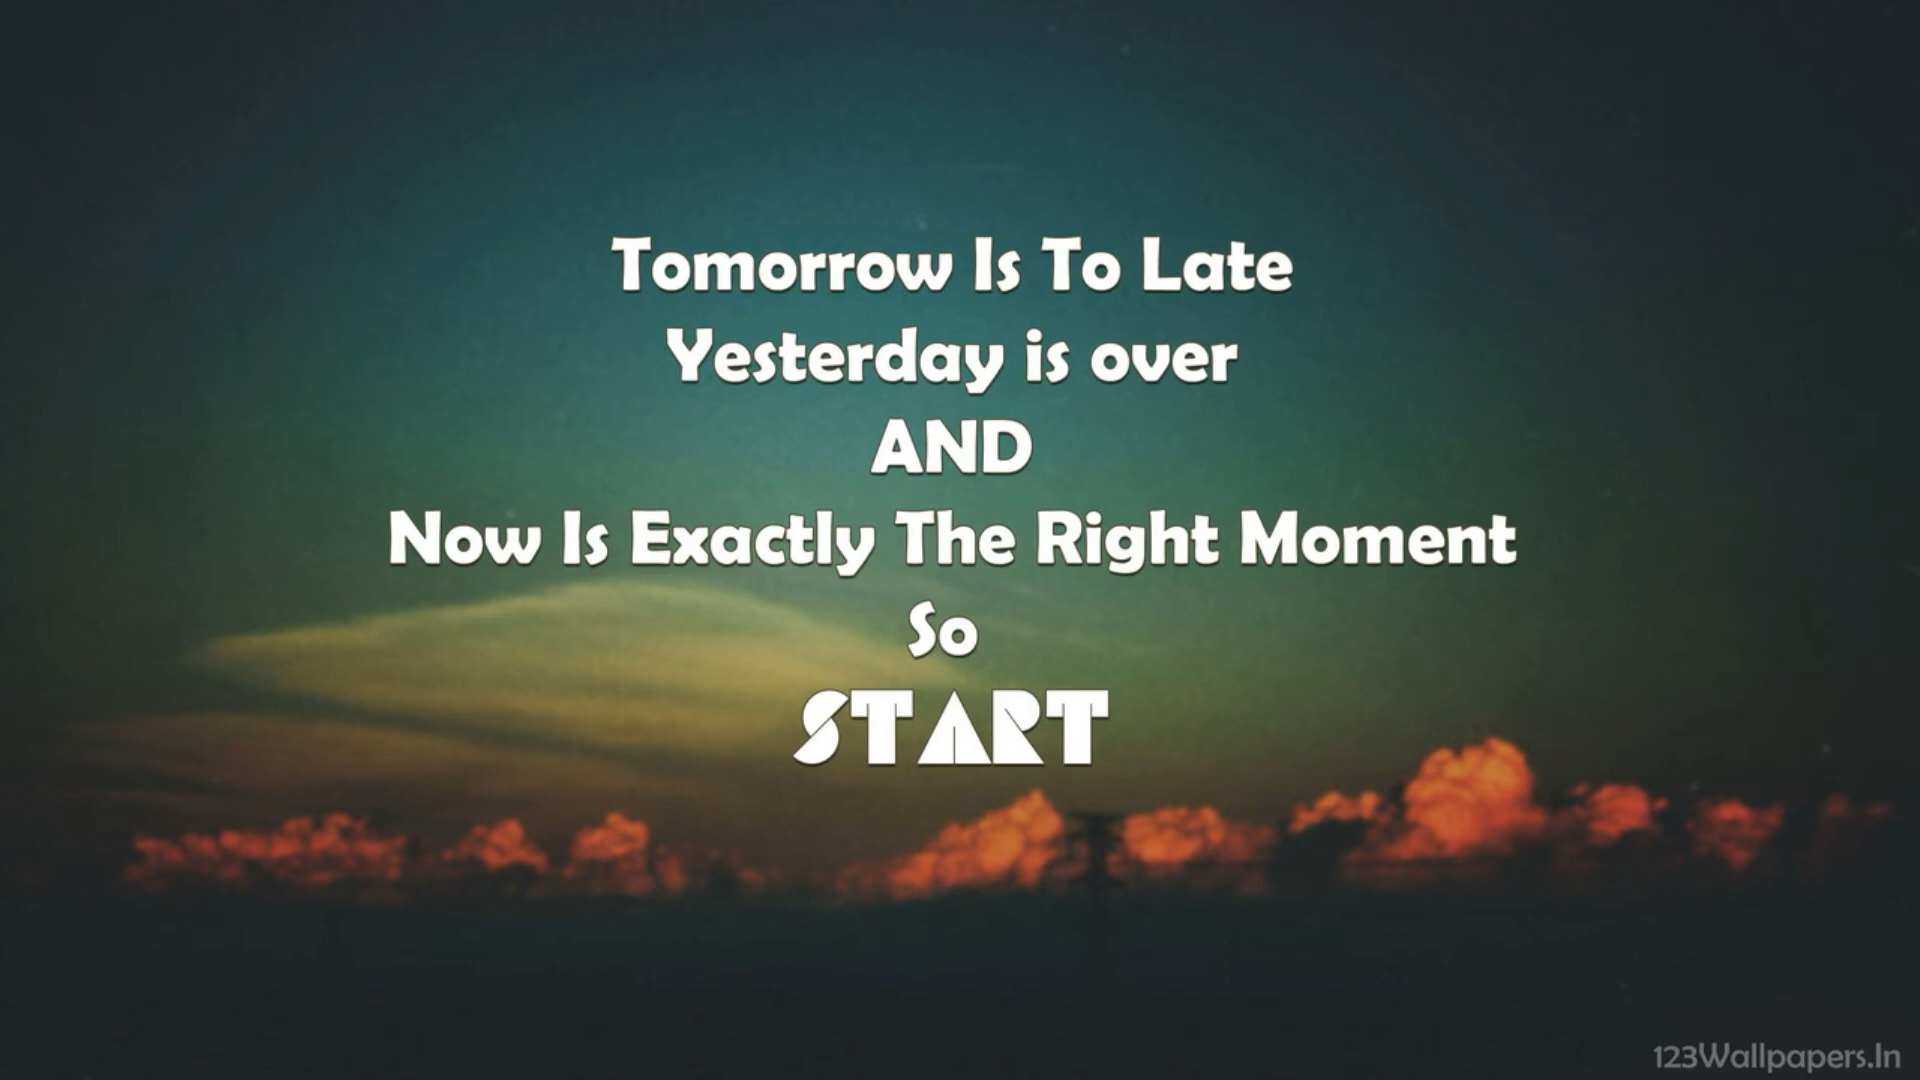 Tomorrow Is To Late
Yesterday is over
AND
Now Is Exactly The Right Moment
So
START
123Wallpapers.In